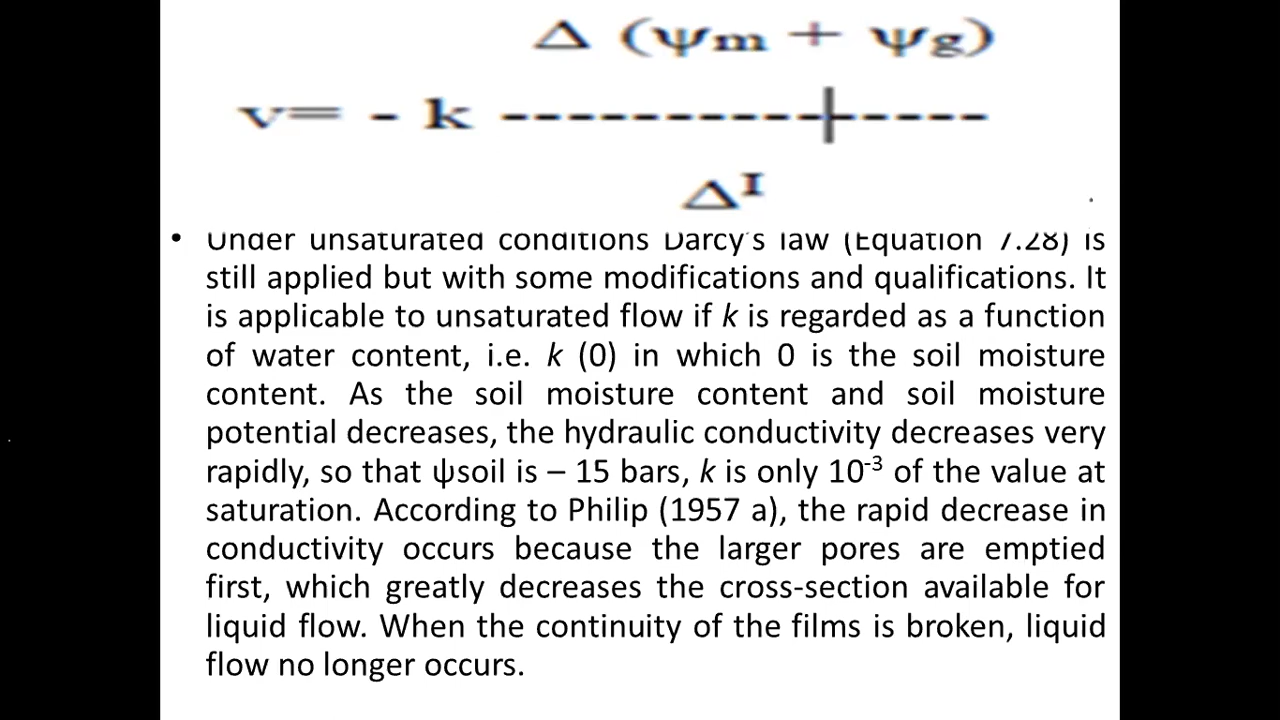 Δ (ψm + ψg)
v= - k ------------------
ΔI
• Under unsaturated conditions Darcy's law (Equation 7.28) is
still applied but with some modifications and qualifications. It
is applicable to unsaturated flow if k is regarded as a function
of water content, i.e. k (0) in which 0 is the soil moisture
content. As the soil moisture content and soil moisture
potential decreases, the hydraulic conductivity decreases very
rapidly, so that ψsoil is – 15 bars, k is only 10⁻³ of the value at
saturation. According to Philip (1957 a), the rapid decrease in
conductivity occurs because the larger pores are emptied
first, which greatly decreases the cross-section available for
liquid flow. When the continuity of the films is broken, liquid
flow no longer occurs.